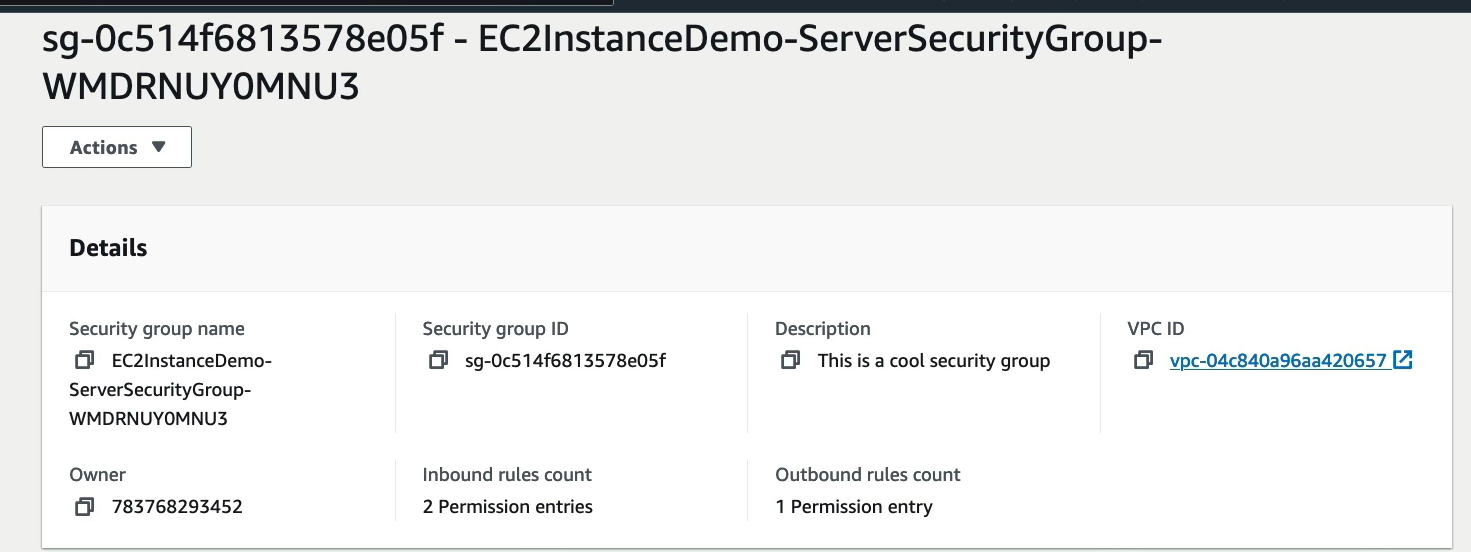 sg-0c514f6813578e05f - EC2InstanceDemo-ServerSecurityGroup-
WMDRNUY0MNU3
Actions
Details
Security group name
EC2InstanceDemo-
ServerSecurityGroup-
WMDRNUY0MNU3
Security group ID
sg-0c514f6813578e05f
Description
This is a cool security group
VPC ID
vpc-04c840a96aa420657
Owner
783768293452
Inbound rules count
2 Permission entries
Outbound rules count
1 Permission entry